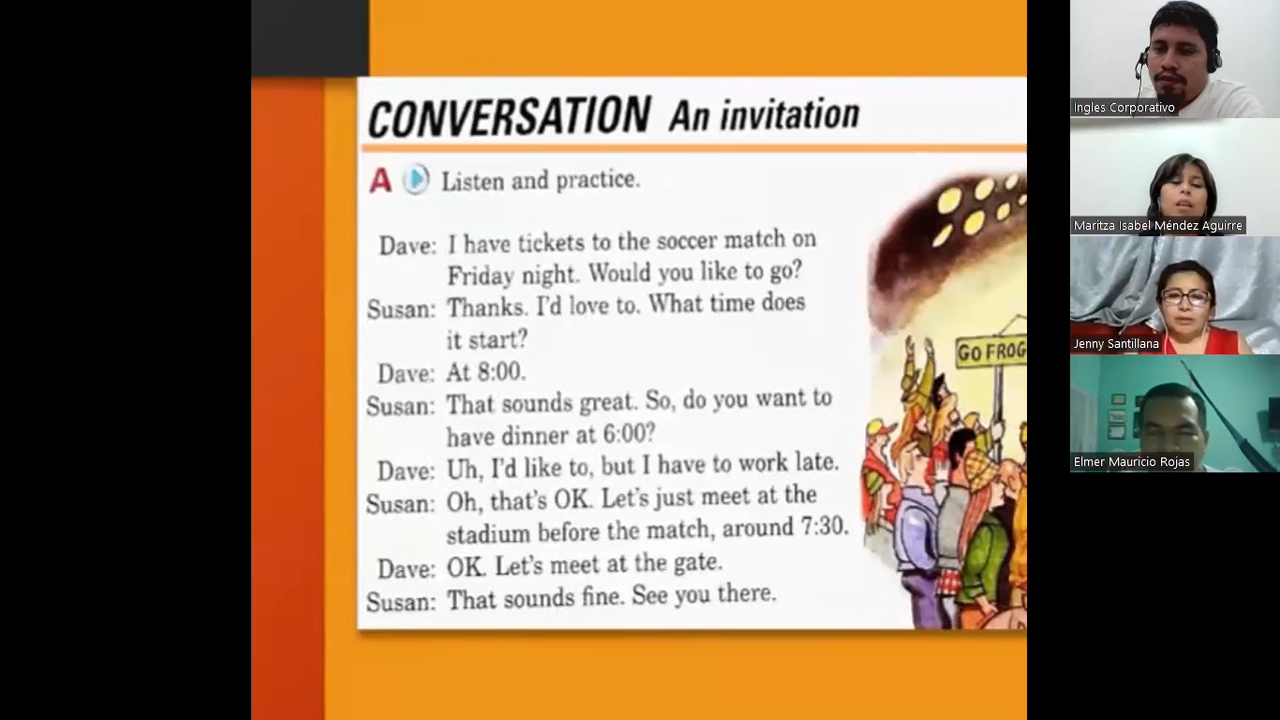 CONVERSATION An invitation
A Listen and practice.
Dave: I have tickets to the soccer match on
Friday night. Would you like to go?
Susan: Thanks. I'd love to. What time does
it start?
Dave: At 8:00.
Susan: That sounds great. So, do you want to
have dinner at 6:00?
Dave: Uh, I'd like to, but I have to work late.
Susan: Oh, that's OK. Let's just meet at the
stadium before the match, around 7:30.
Dave: OK. Let's meet at the gate.
Susan: That sounds fine. See you there.
GO FROG
Ingles Corporativo
Maritza Isabel Méndez Aguirre
Jenny Santillana
Elmer Mauricio Rojas